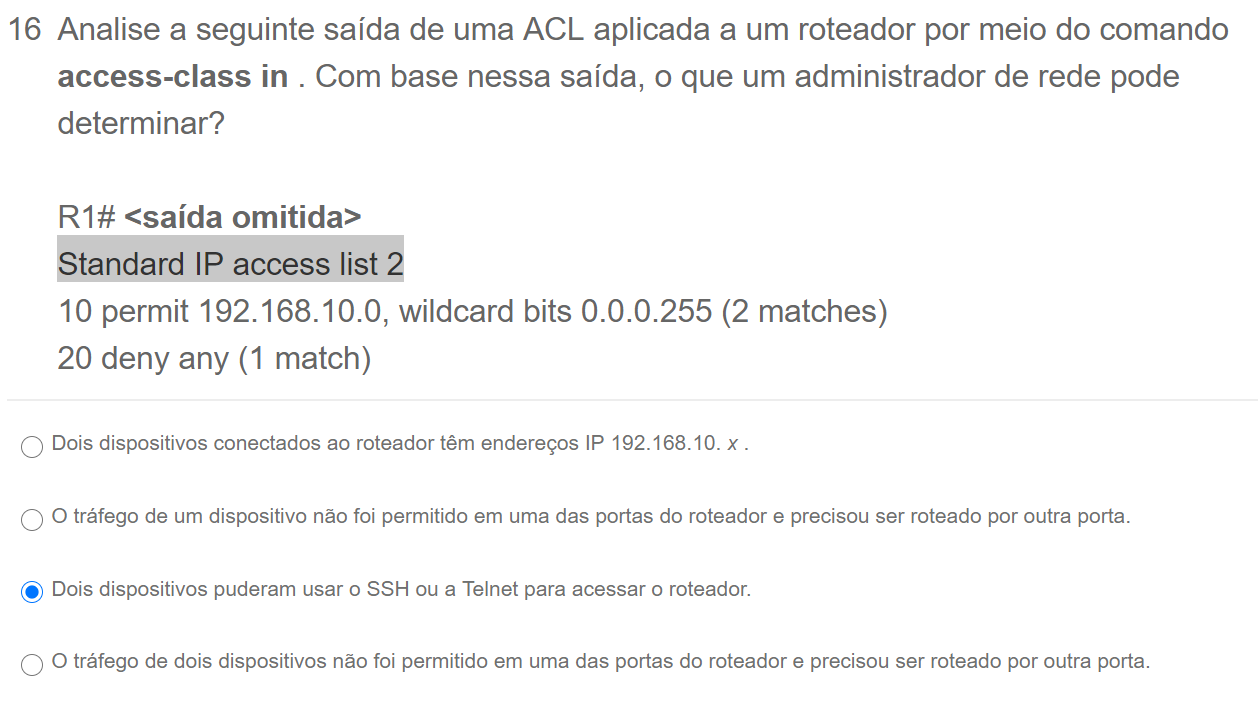 16 Analise a seguinte saída de uma ACL aplicada a um roteador por meio do comando
access-class in . Com base nessa saída, o que um administrador de rede pode
determinar?
R1# <saída omitida>
Standard IP access list 2
10 permit 192.168.10.0, wildcard bits 0.0.0.255 (2 matches)
20 deny any (1 match)
Dois dispositivos conectados ao roteador têm endereços IP 192.168.10. x .
O tráfego de um dispositivo não foi permitido em uma das portas do roteador e precisou ser roteado por outra porta.
Dois dispositivos puderam usar o SSH ou a Telnet para acessar o roteador.
O tráfego de dois dispositivos não foi permitido em uma das portas do roteador e precisou ser roteado por outra porta.